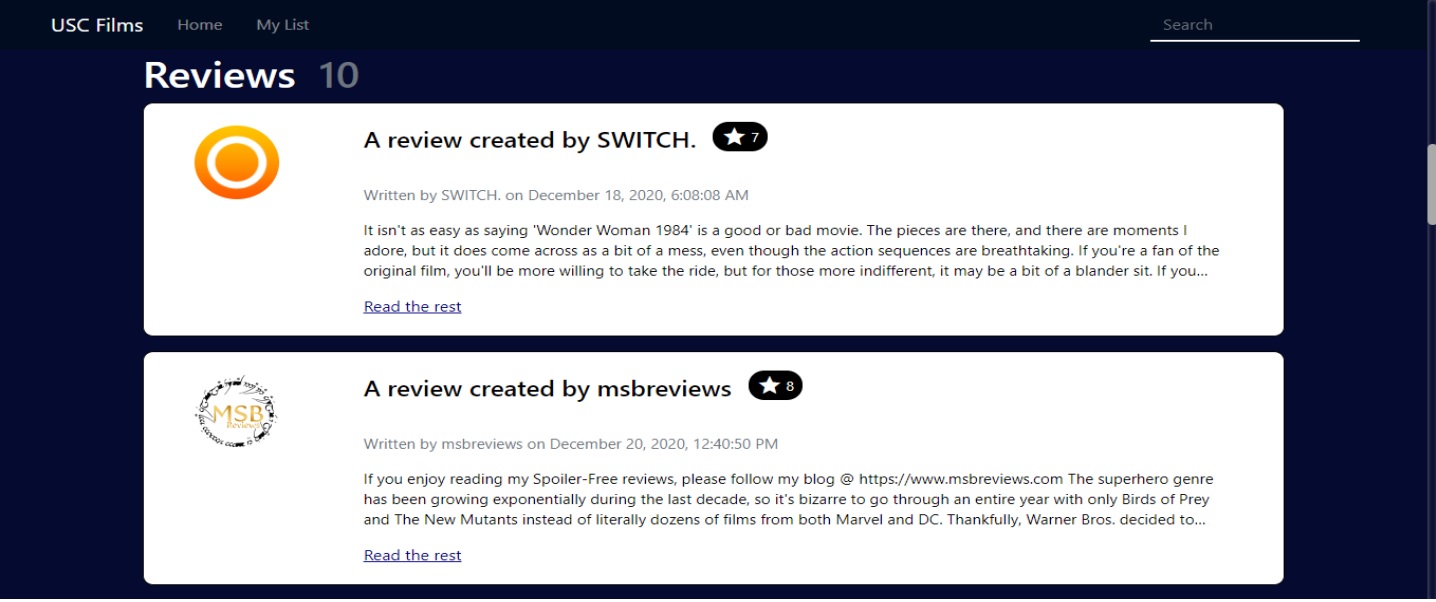 USC Films Home My List Search
Reviews 10
A review created by SWITCH. 7
Written by SWITCH. on December 18, 2020, 6:08:08 AM
It isn't as easy as saying 'Wonder Woman 1984' is a good or bad movie. The pieces are there, and there are moments I
adore, but it does come across as a bit of a mess, even though the action sequences are breathtaking. If you're a fan of the
original film, you'll be more willing to take the ride, but for those more indifferent, it may be a bit of a blander sit. If you...
Read the rest
MSB
Reviews
A review created by msbreviews 8
Written by msbreviews on December 20, 2020, 12:40:50 PM
If you enjoy reading my Spoiler-Free reviews, please follow my blog @ https://www.msbreviews.com The superhero genre
has been growing exponentially during the last decade, so it's bizarre to go through an entire year with only Birds of Prey
and The New Mutants instead of literally dozens of films from both Marvel and DC. Thankfully, Warner Bros. decided to...
Read the rest